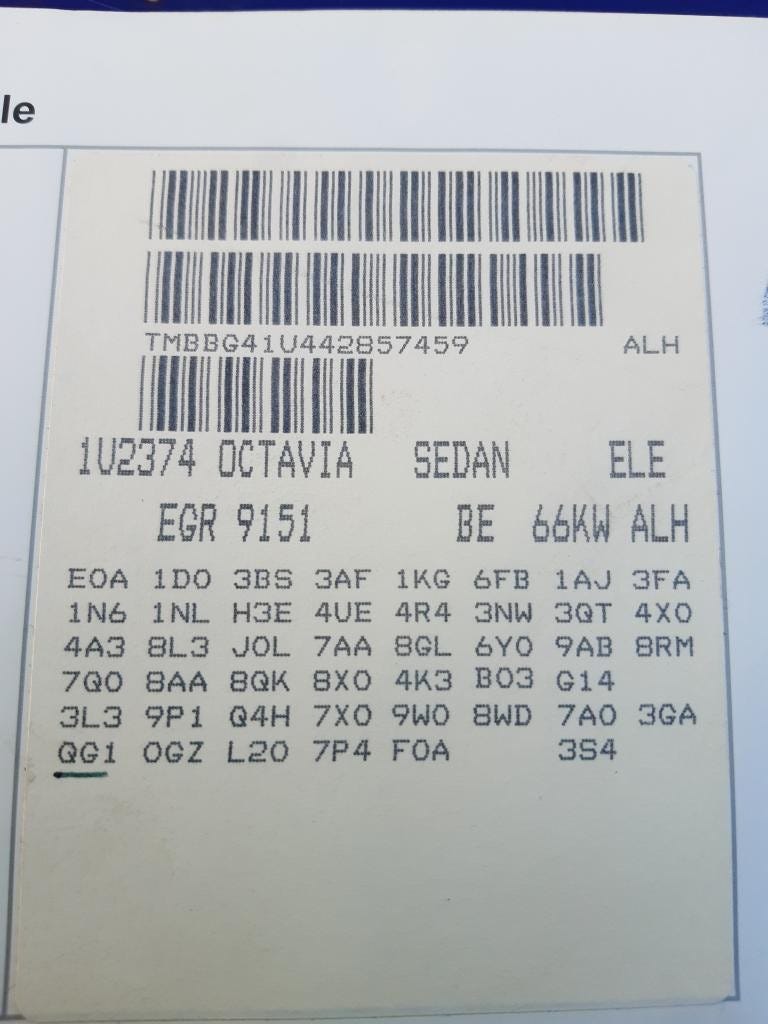 le
TMBBG41U442857459 ALH
1U2374 OCTAVIA SEDAN ELE
EGR 9151 BE 66KW ALH
E0A 1D0 3BS 3AF 1KG 6FB 1AJ 3FA
1N6 1NL H3E 4UE 4R4 3NW 3QT 4X0
4A3 8L3 J0L 7AA 8GL 6Y0 9AB 8RM
7Q0 8AA 8QK 8X0 4K3 B03 G14
3L3 9P1 Q4H 7X0 9W0 8WD 7A0 3GA
QG1 0GZ L20 7P4 F0A 3S4